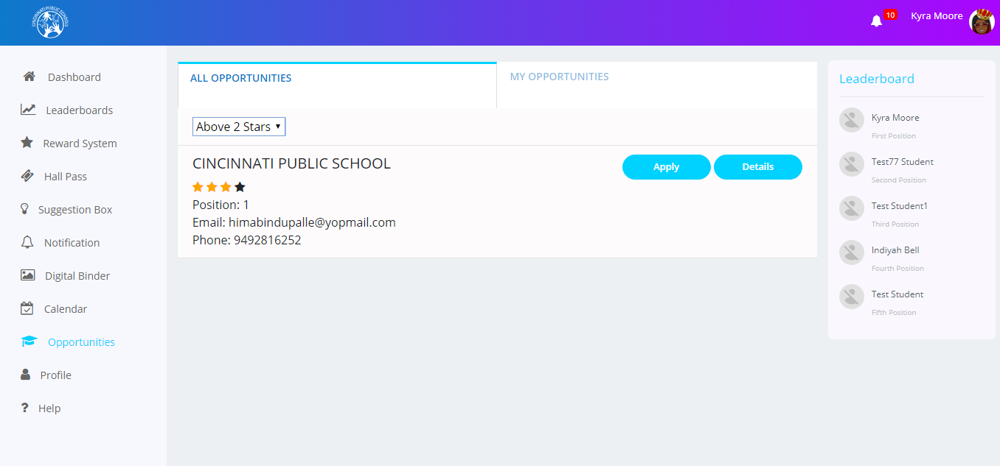 CINCINNATI PUBLIC SCHOOLS
10
Kyra Moore
Dashboard
Leaderboards
Reward System
Hall Pass
Suggestion Box
Notification
Digital Binder
Calendar
Opportunities
Profile
Help
ALL OPPORTUNITIES
MY OPPORTUNITIES
Above 2 Stars
CINCINNATI PUBLIC SCHOOL
Apply
Details
Position: 1
Email: himabindupalle@yopmail.com
Phone: 9492816252
Leaderboard
Kyra Moore
First Position
Test77 Student
Second Position
Test Student1
Third Position
Indiyah Bell
Fourth Position
Test Student
Fifth Position